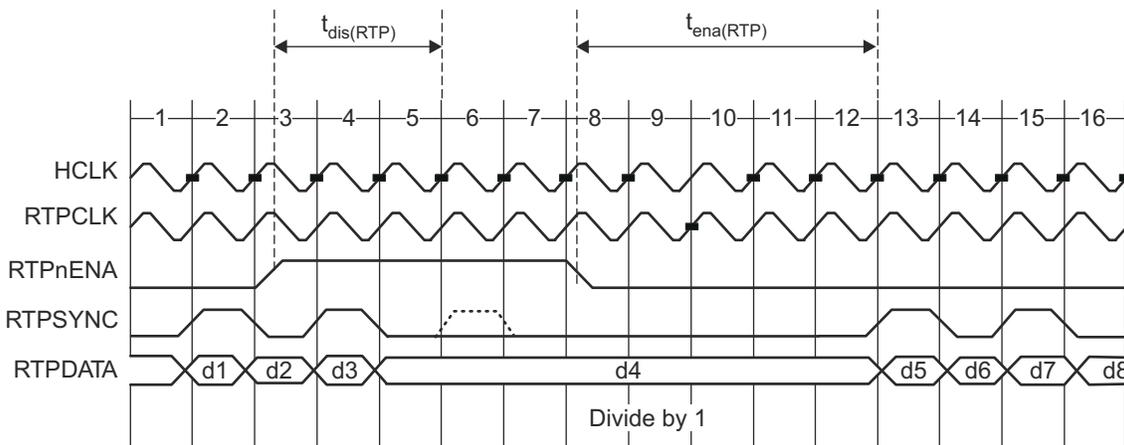 tdis(RTP) tena(RTP)
1 2 3 4 5 6 7 8 9 10 11 12 13 14 15 16
HCLK
RTPCLK
RTPnENA
RTPSYNC
RTPDATA d1 d2 d3 d4 d5 d6 d7 d8
Divide by 1